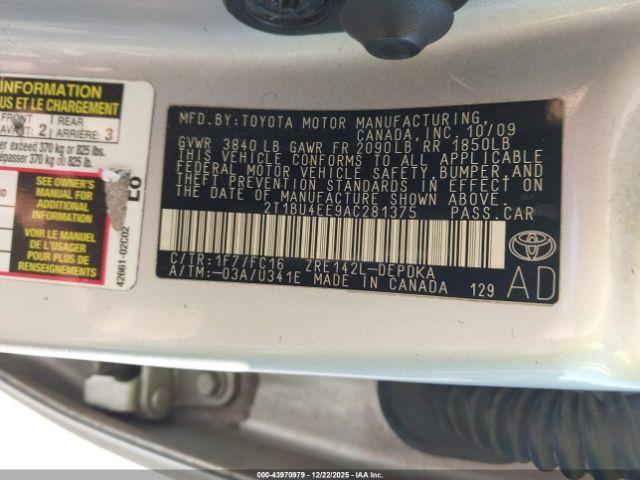 INFORMATION
US ET LE CHARGEMENT
FRONT 1 REAR
AVANT: 2 ARRIÈRE: 3
er exceed 370 kg or 825 lbs.
épasser 370 kg ou 825 lb.
SEE OWNER'S
MANUAL FOR
ADDITIONAL
INFORMATION
VOIR LE MANUEL
DE L'USAGER
POUR PLUS DE
42661-02C02
MFD.BY:TOYOTA MOTOR MANUFACTURING,
CANADA,INC. 10/09
GVWR 3840 LB GAWR FR 2090LB RR 1850LB
THIS VEHICLE CONFORMS TO ALL APPLICABLE
FEDERAL MOTOR VEHICLE SAFETY,BUMPER,AND
THEFT PREVENTION STANDARDS IN EFFECT ON
THE DATE OF MANUFACTURE SHOWN ABOVE.
2T1BU4EE9AC281375 PASS.CAR
C/TR:1F7/FC16 ZRE142L-DEPDKA
A/TM:-03A/U341E MADE IN CANADA 129
TOYOTA
AD
000-43970979 | 12/22/2025 - IAA, Inc.